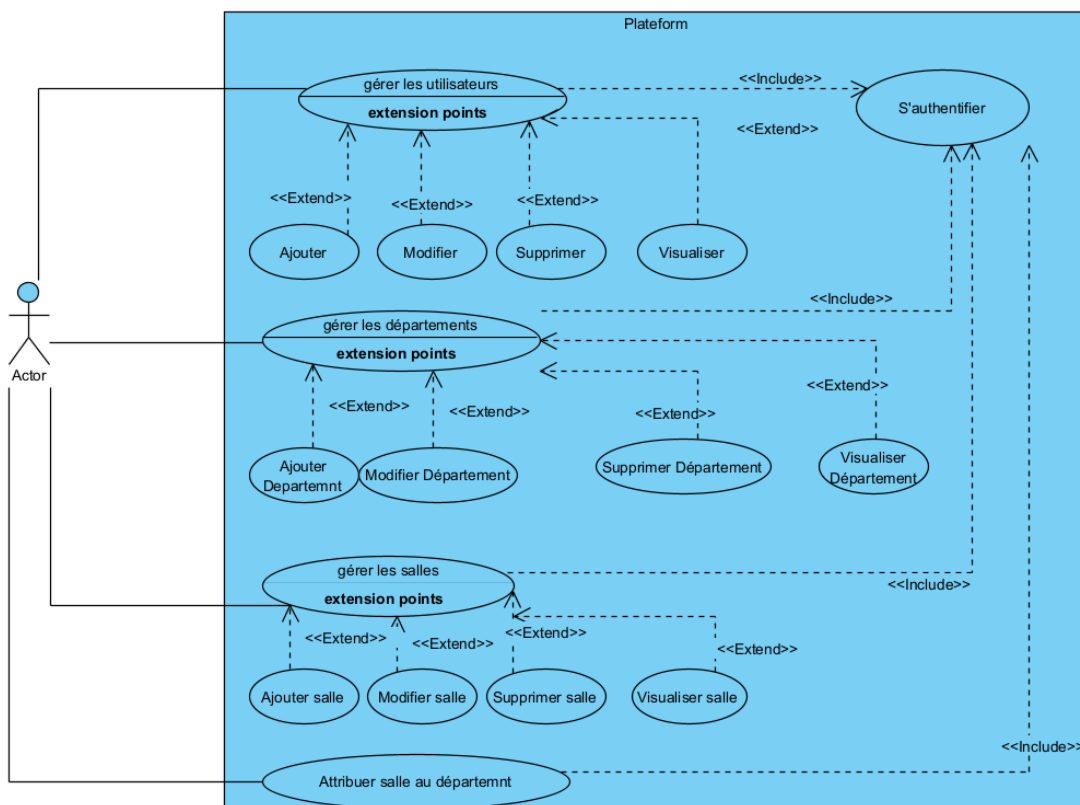 Plateform
gérer les utilisateurs
extension points
<<Include>>
S'authentifier
<<Extend>>
<<Extend>>
<<Extend>>
<<Extend>>
Ajouter
Modifier
Supprimer
Visualiser
Actor
<<Include>>
gérer les départements
extension points
<<Extend>>
<<Extend>>
<<Extend>>
<<Extend>>
Ajouter
Departemnt
Modifier Département
Supprimer Département
Visualiser
Département
gérer les salles
extension points
<<Include>>
<<Extend>>
<<Extend>>
<<Extend>>
<<Extend>>
Ajouter salle
Modifier salle
Supprimer salle
Visualiser salle
<<Include>>
Attribuer salle au départemnt